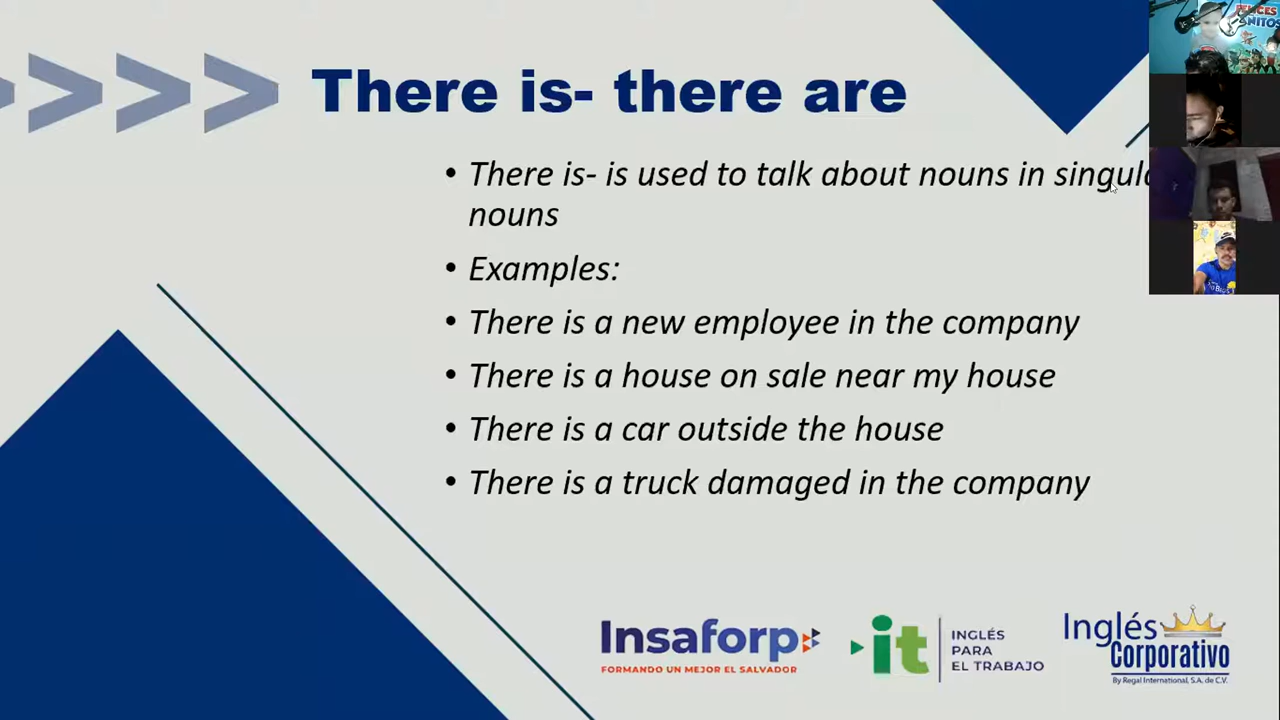 There is- there are
• There is- is used to talk about nouns in
nouns
• Examples:
• There is a new employee in the company
• There is a house on sale near my house
• There is a car outside the house
• There is a truck damaged in the company
Insaforp
FORMANDO UN MEJOR EL SALVADOR
it
INGLÉS
PARA
EL TRABAJO
Inglés
Corporativo
By Regal International, S.A. de C.V.